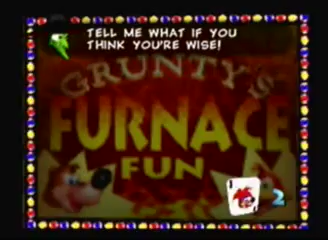 TELL ME WHAT IF YOU
THINK YOU'RE WISE!
GRUNTY'S
FURNACE
FUN
2